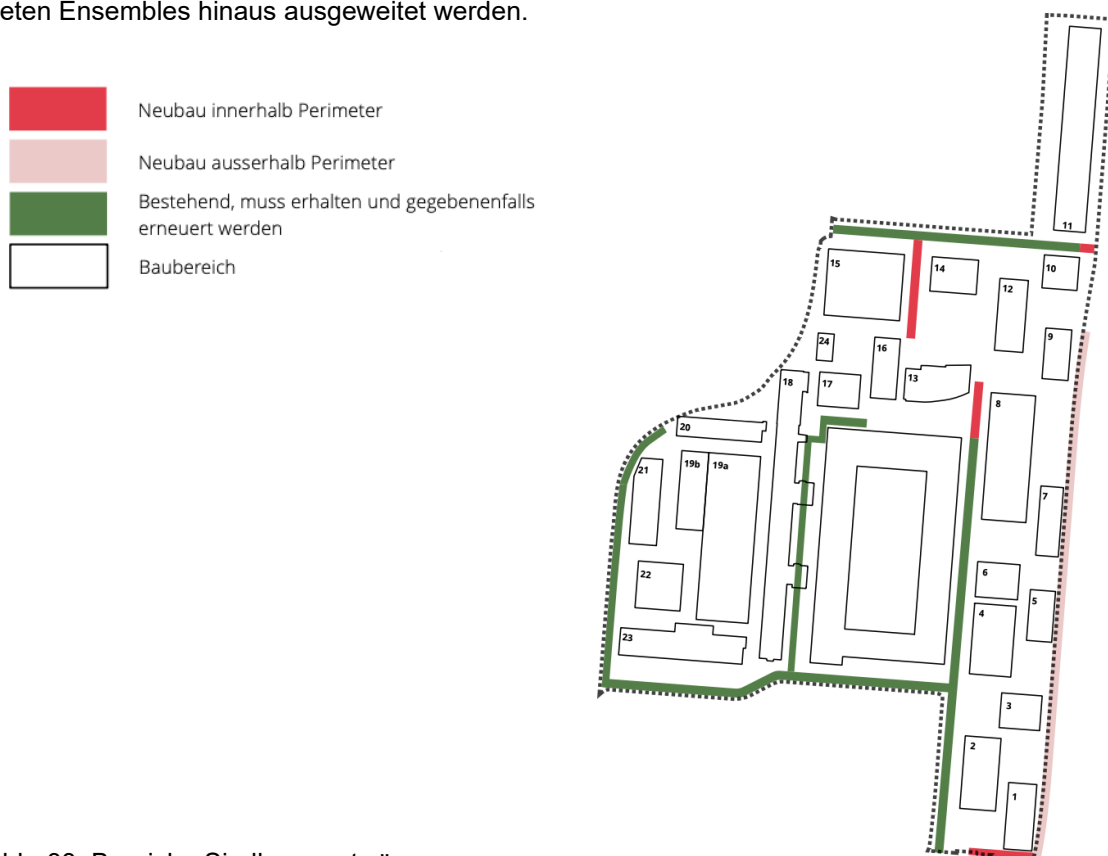 eten Ensembles hinaus ausgeweitet werden.
Neubau innerhalb Perimeter
Neubau ausserhalb Perimeter
Bestehend, muss erhalten und gegebenenfalls
erneuert werden
Baubereich
11
15
14
10
12
9
24
16
17
13
18
8
20
19b
19a
21
7
22
6
5
4
23
3
2
1